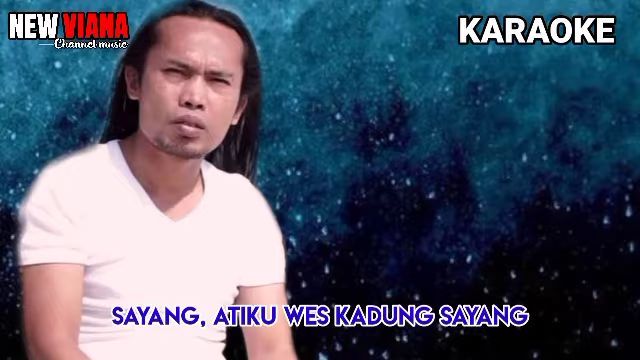 NEW VIANA
Channel music
KARAOKE
SAYANG, ATIKU WES KADUNG SAYANG